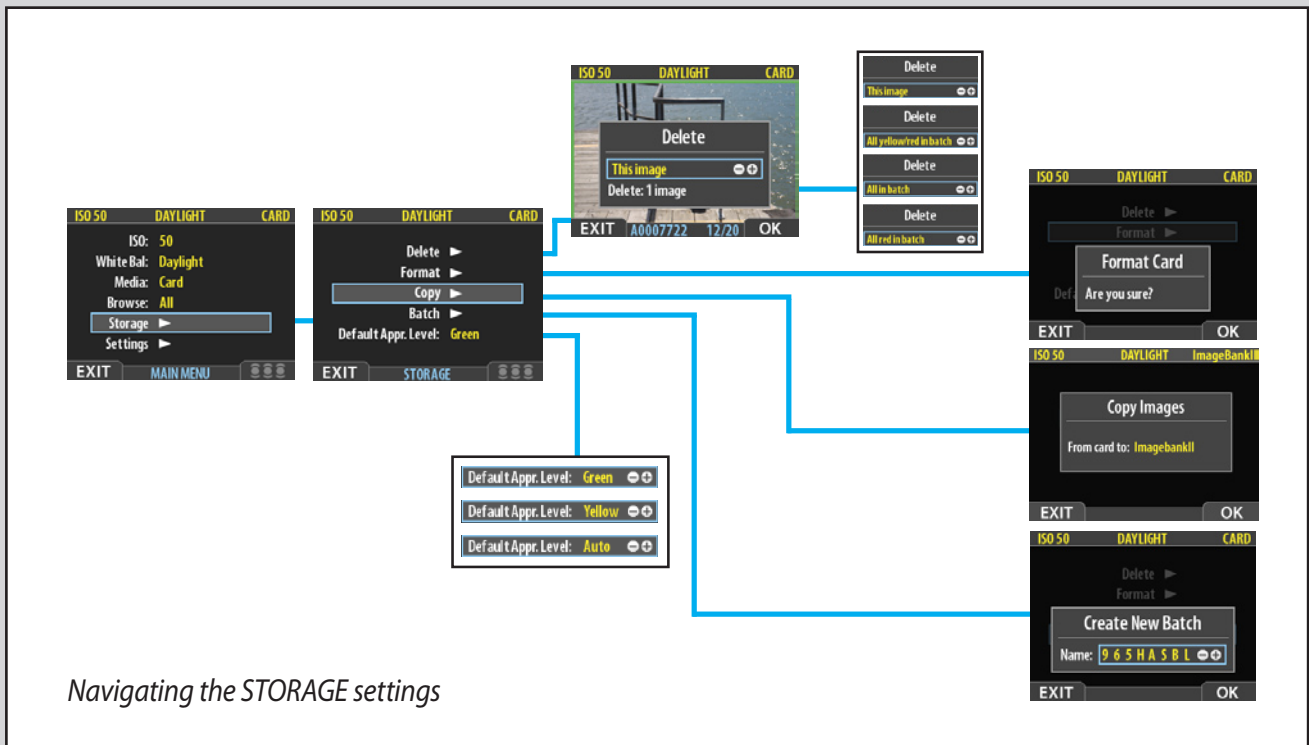 ISO 50 DAYLIGHT CARD
ISO: 50
White Bal: Daylight
Media: Card
Browse: All
Storage
Settings
EXIT MAIN MENU
ISO 50 DAYLIGHT CARD
Delete
Format
Copy
Batch
Default Appr. Level: Green
EXIT STORAGE
ISO 50 DAYLIGHT CARD
Delete
This image
Delete: 1 image
EXIT A0007722 12/20 OK
Delete
This image
Delete
All yellow/red in batch
Delete
All in batch
Delete
All red in batch
Default Appr. Level: Green
Default Appr. Level: Yellow
Default Appr. Level: Auto
ISO 50 DAYLIGHT CARD
Delete
Format
Format Card
Defa
Are you sure?
EXIT OK
ISO 50 DAYLIGHT ImageBankII
Copy Images
From card to: ImagebankII
EXIT OK
ISO 50 DAYLIGHT CARD
Delete
Format
Create New Batch
Name: 9 6 5 H A S B L
EXIT OK
Navigating the STORAGE settings